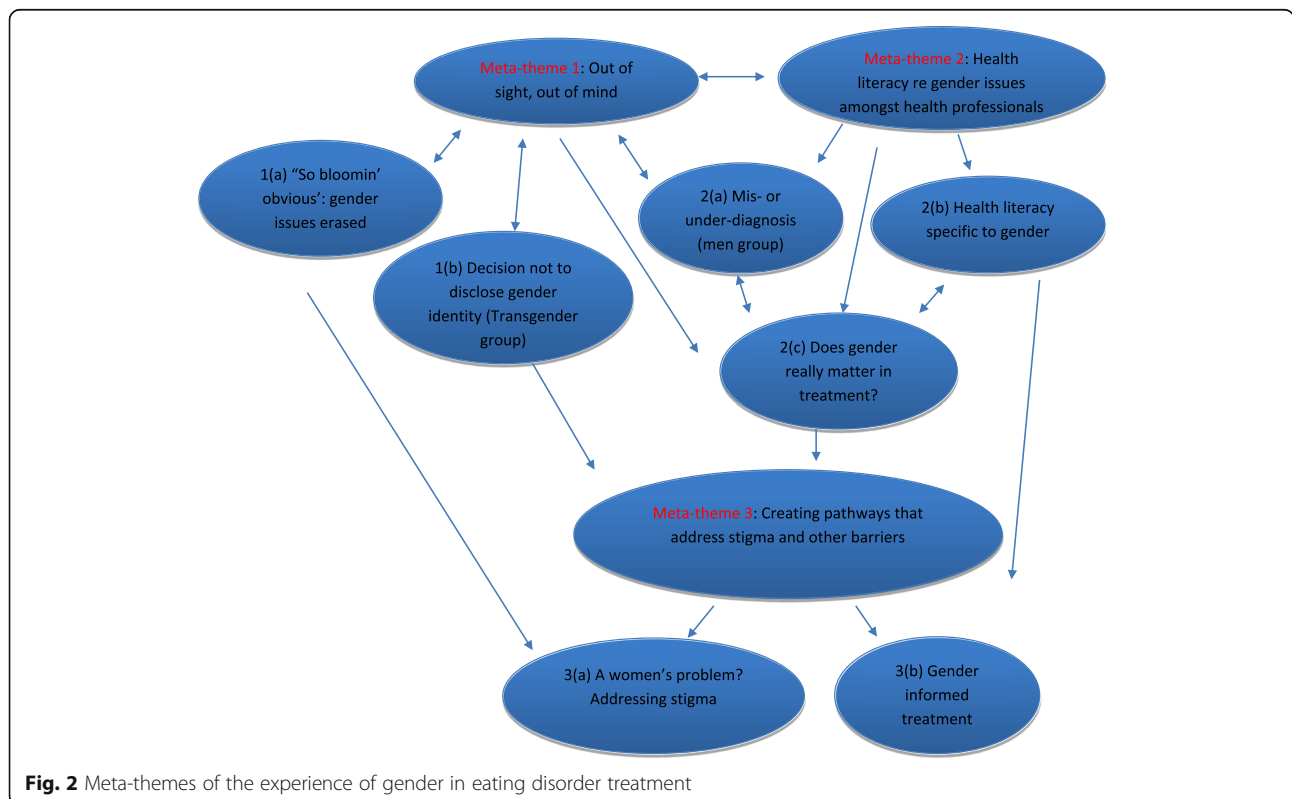 Meta-theme 1: Out of
sight, out of mind
Meta-theme 2: Health
literacy re gender issues
amongst health professionals
1(a) “So bloomin’
obvious’: gender
issues erased
1(b) Decision not to
disclose gender
identity (Transgender
group)
2(a) Mis- or
under-diagnosis
(men group)
2(b) Health literacy
specific to gender
2(c) Does gender
really matter in
treatment?
Meta-theme 3: Creating pathways that
address stigma and other barriers
3(a) A women’s problem?
Addressing stigma
3(b) Gender
informed
treatment
Fig. 2 Meta-themes of the experience of gender in eating disorder treatment